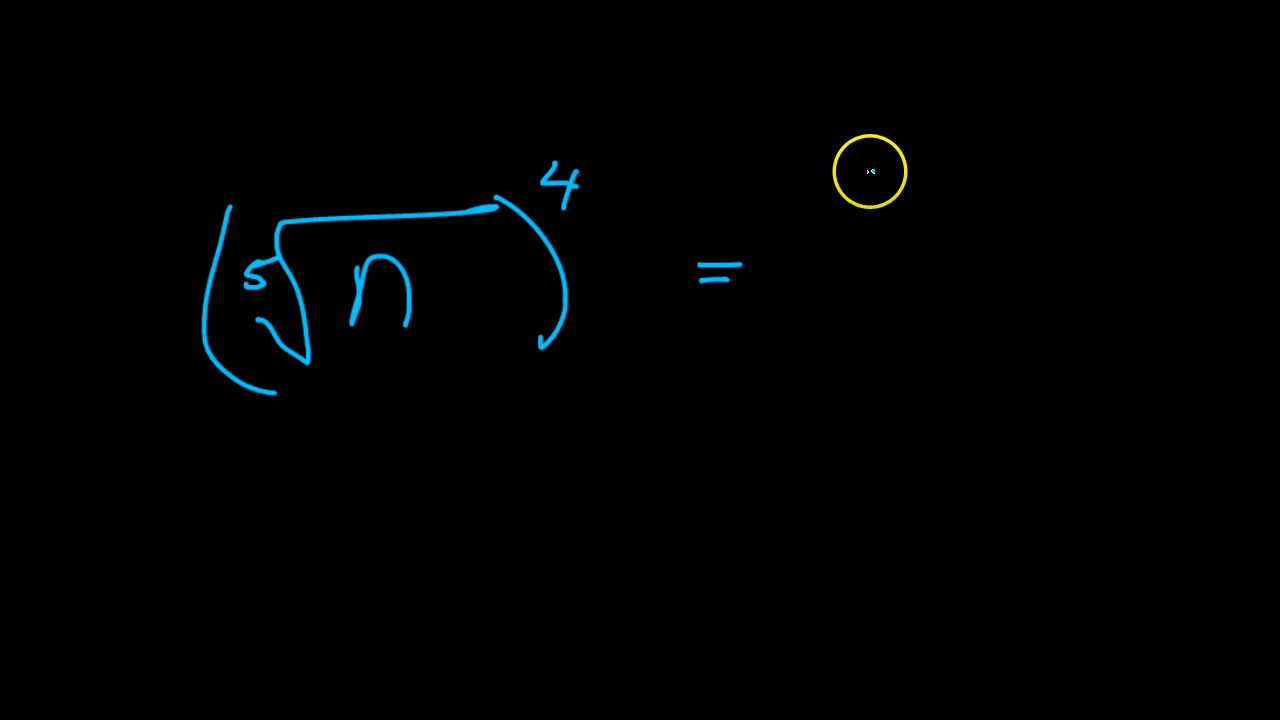 (⁵√n)⁴ =